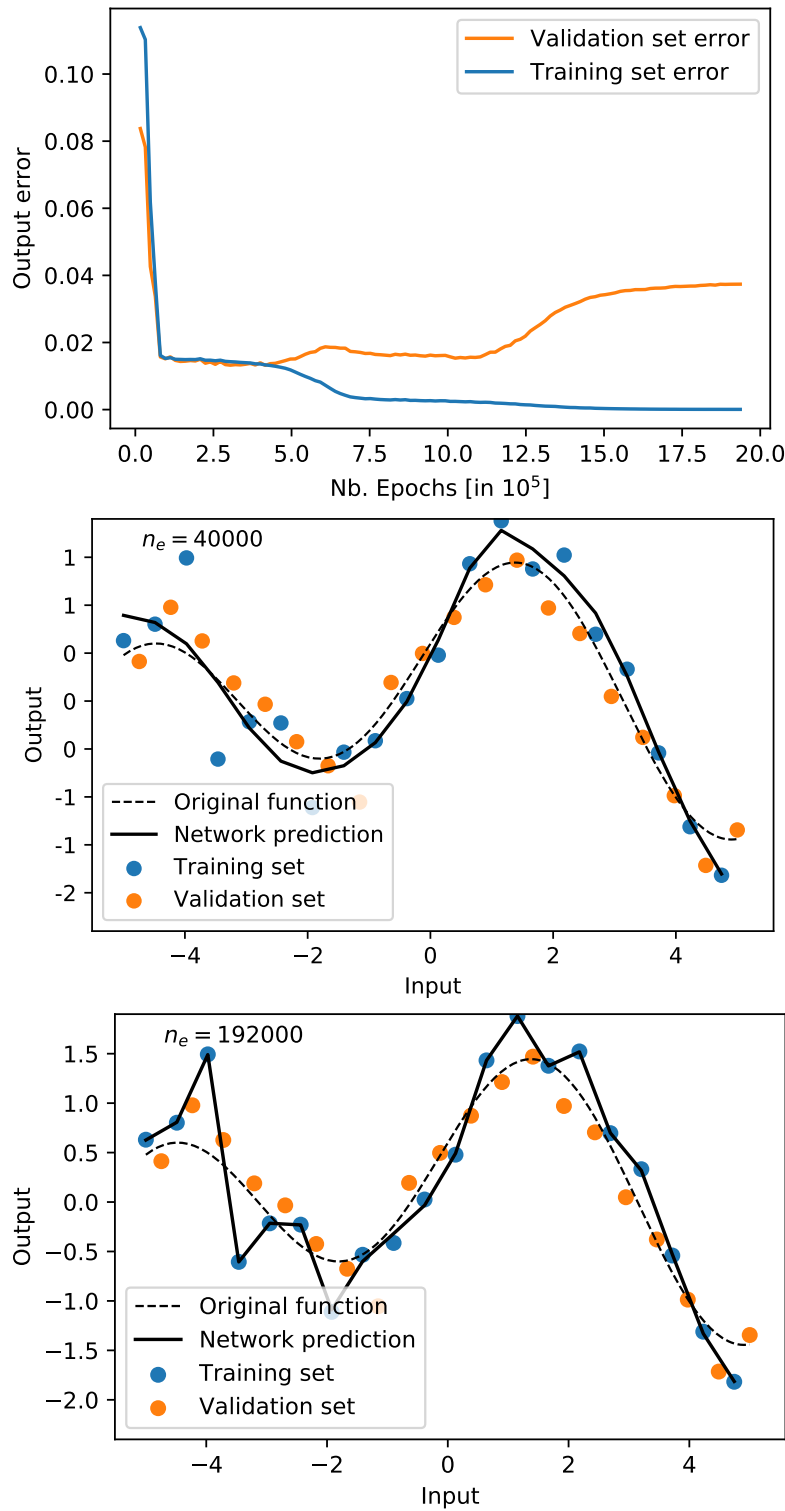 Validation set error
Training set error
Output error
0.10
0.08
0.06
0.04
0.02
0.00
0.0 2.5 5.0 7.5 10.0 12.5 15.0 17.5 20.0
Nb. Epochs [in 10⁵]
nₑ = 40000
Output
1
1
0
0
0
-1
-1
-2
Original function
Network prediction
Training set
Validation set
−4 −2 0 2 4
Input
nₑ = 192000
Output
1.5
1.0
0.5
0.0
−0.5
−1.0
−1.5
−2.0
Original function
Network prediction
Training set
Validation set
−4 −2 0 2 4
Input